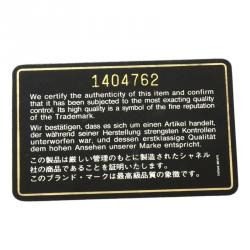 1404762
We certify the authenticity of this item and confirm
that it has been subjected to the most exacting quality
control. Its high quality is a symbol of the fine reputation
of the Trademark.
Wir bestätigen, dass es sich um einen Artikel handelt,
der während seiner Herstellung strengsten Kontrollen
unterworfen war, und dessen erstklassige Qualität
dem hohen Ansehen unserer Marke entspricht.
この製品は厳しい管理のもとに製造されたシャネル
社の商品であることを証明いたします。
このブランド・マークは最高級品質の象徴です。